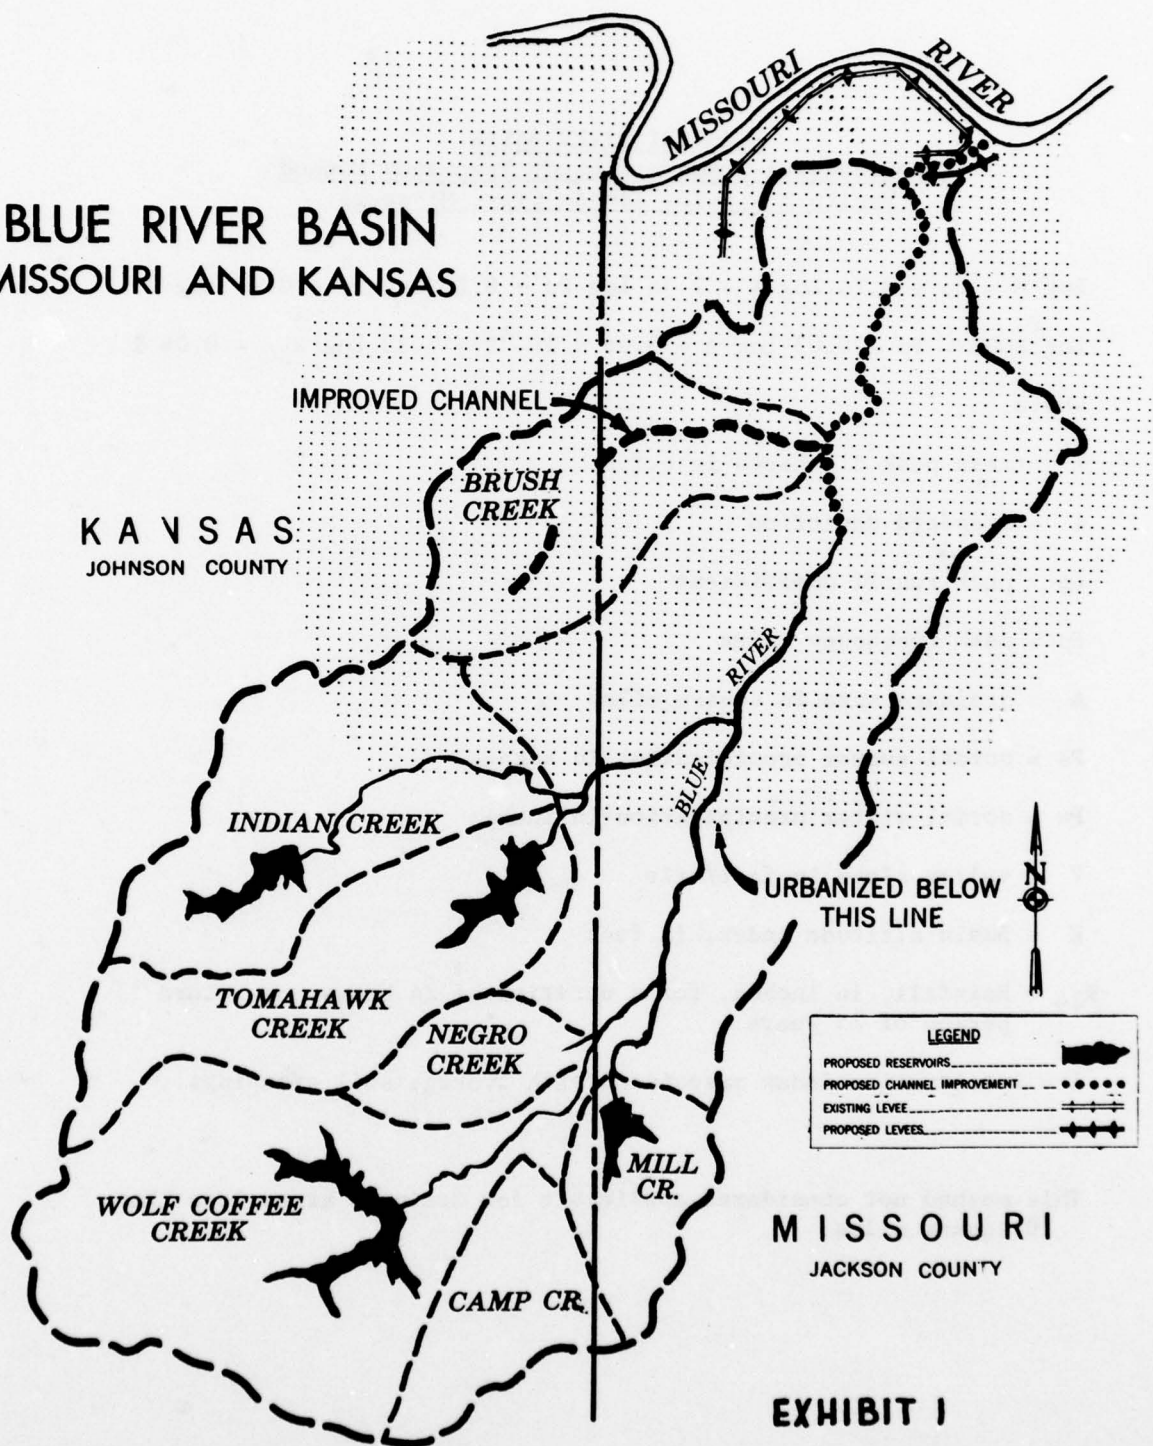 MISSOURI RIVER
BLUE RIVER BASIN
MISSOURI AND KANSAS
IMPROVED CHANNEL
BRUSH
CREEK
KANSAS
JOHNSON COUNTY
RIVER
BLUE
INDIAN CREEK
URBANIZED BELOW
THIS LINE
N
TOMAHAWK
CREEK
NEGRO
CREEK
LEGEND
PROPOSED RESERVOIRS
PROPOSED CHANNEL IMPROVEMENT
EXISTING LEVEE
PROPOSED LEVEES
MILL
CR.
WOLF COFFEE
CREEK
MISSOURI
JACKSON COUNTY
CAMP CR.
EXHIBIT 1